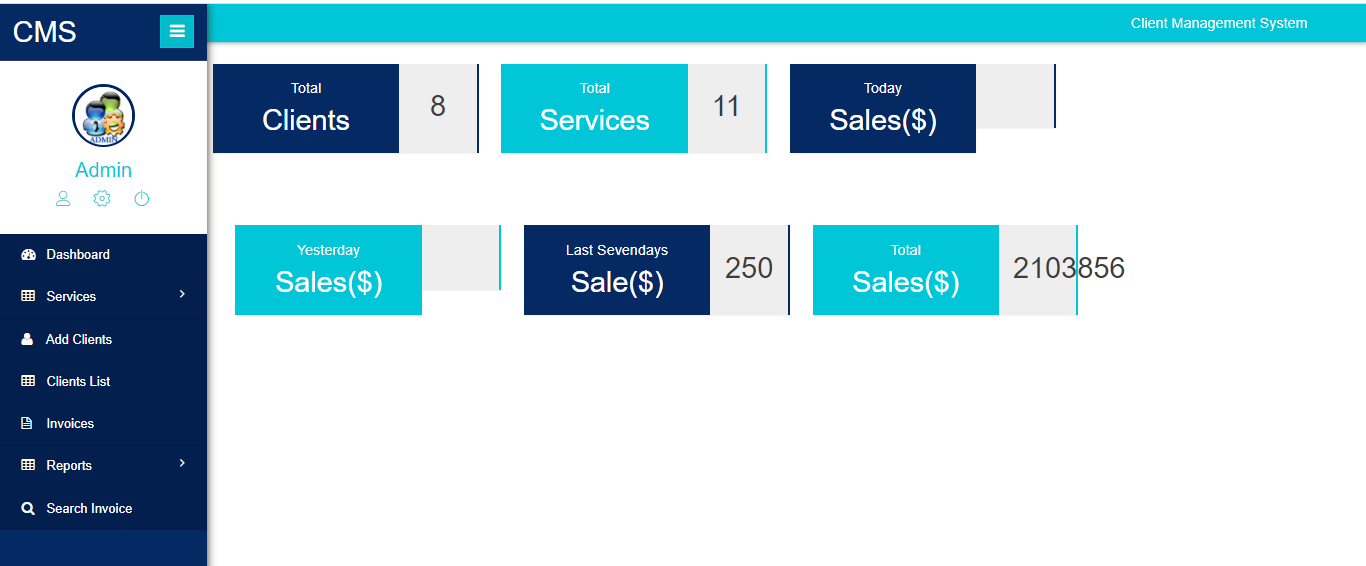 CMS
Client Management System
ADMIN
Admin
Dashboard
Services
Add Clients
Clients List
Invoices
Reports
Search Invoice
Total
Clients
8
Total
Services
11
Today
Sales($)
Yesterday
Sales($)
Last Sevendays
Sale($)
250
Total
Sales($)
2103856